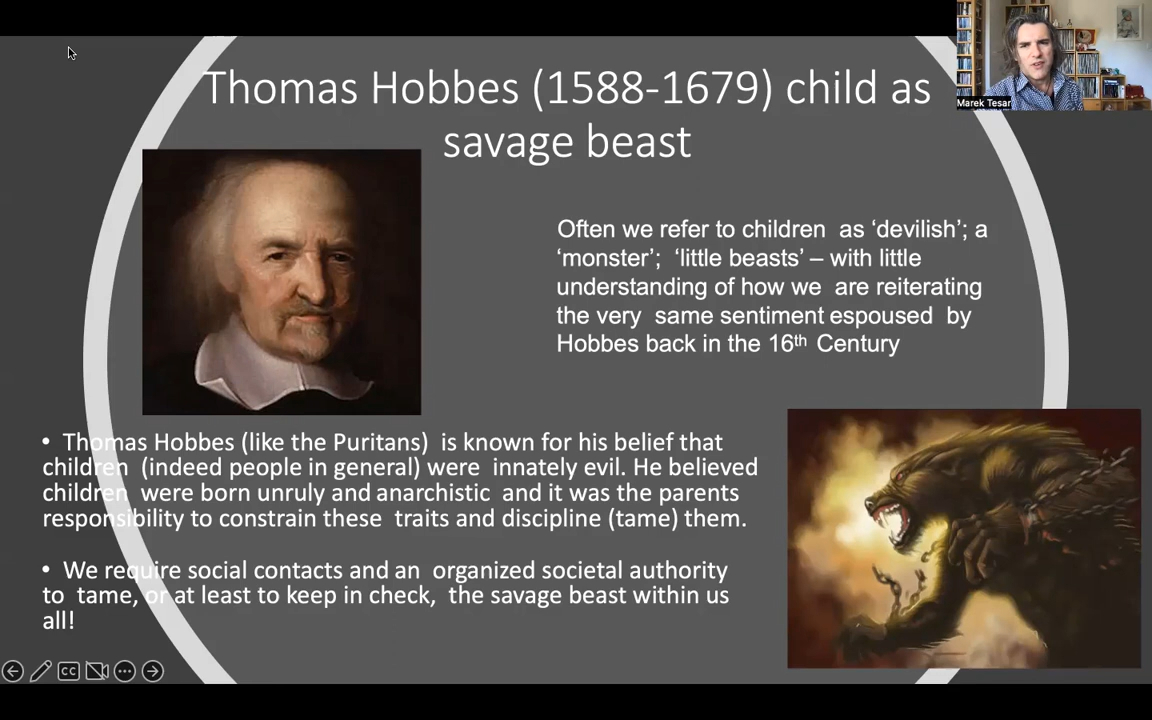 Thomas Hobbes (1588-1679) child as
savage beast
Marek Tesar
Often we refer to children as ‘devilish’; a
‘monster’; ‘little beasts’ – with little
understanding of how we are reiterating
the very same sentiment espoused by
Hobbes back in the 16th Century
• Thomas Hobbes (like the Puritans) is known for his belief that
children (indeed people in general) were innately evil. He believed
children were born unruly and anarchistic and it was the parents
responsibility to constrain these traits and discipline (tame) them.
• We require social contacts and an organized societal authority
to tame, or at least to keep in check, the savage beast within us
all!
CC